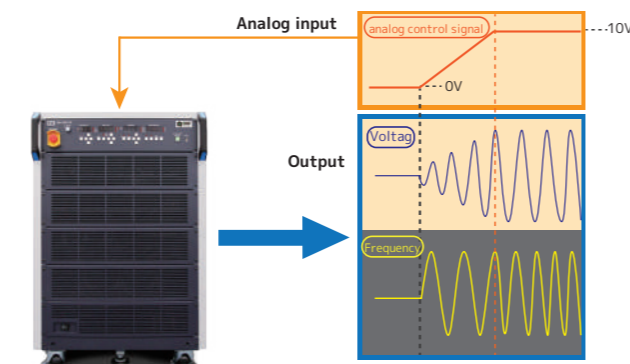 Analog input
analog control signal
10V
0V
Output
Voltag
Frequency